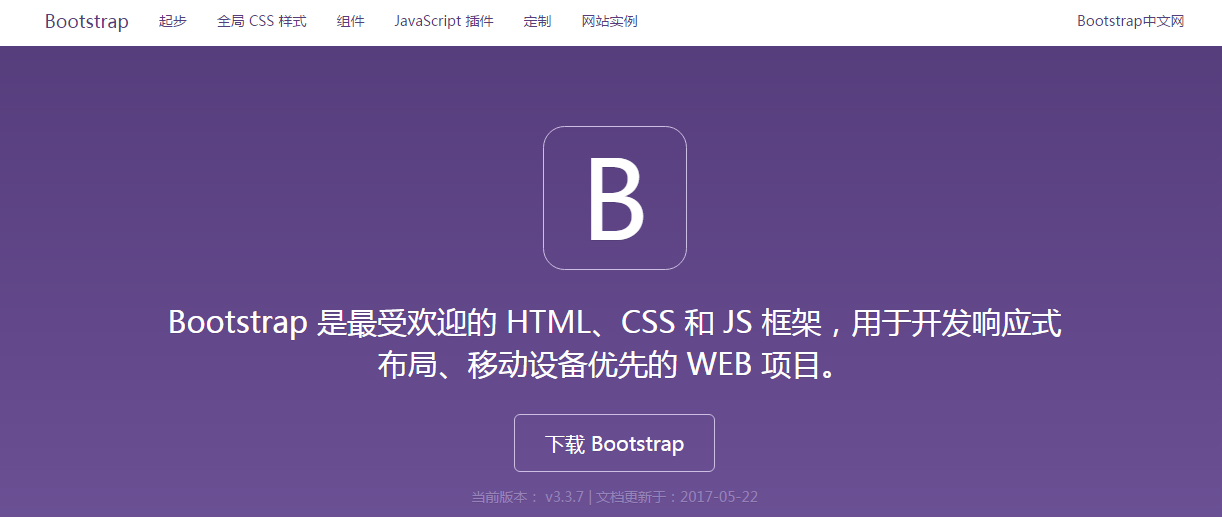 Bootstrap 起步 全局 CSS 样式 组件 JavaScript 插件 定制 网站实例 Bootstrap中文网
B
Bootstrap 是最受欢迎的 HTML、CSS 和 JS 框架，用于开发响应式
布局、移动设备优先的 WEB 项目。
下载 Bootstrap
当前版本： v3.3.7 | 文档更新于：2017-05-22